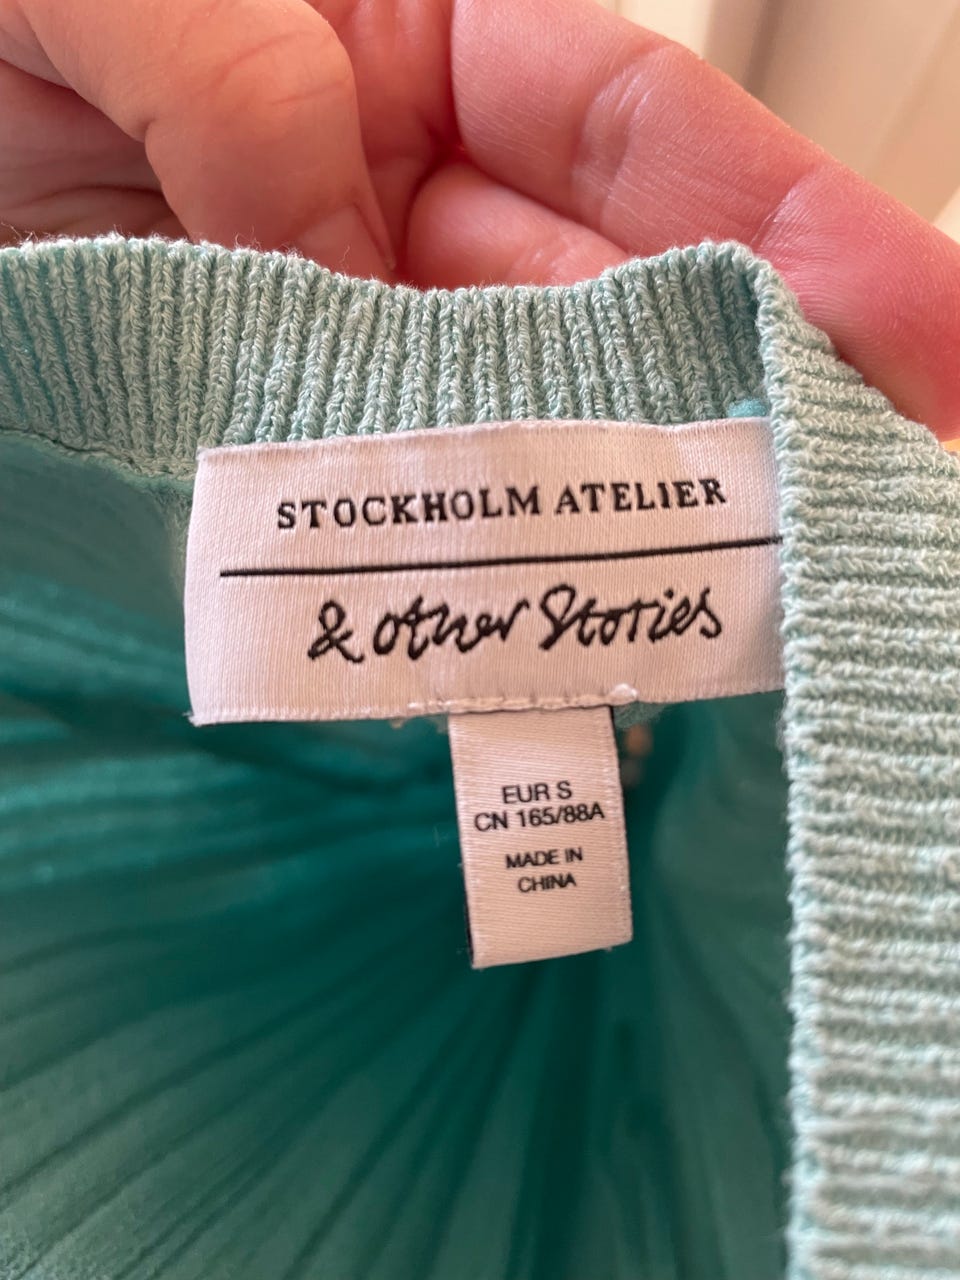 STOCKHOLM ATELIER
& other Stories
EUR S
CN 165/88A
MADE IN
CHINA